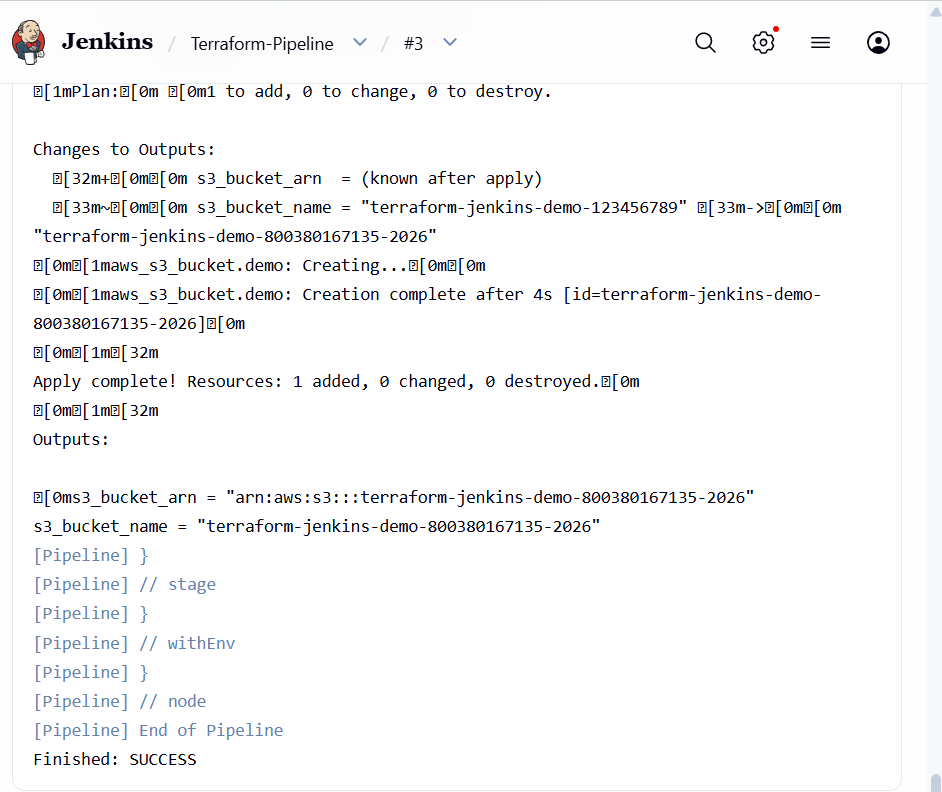 Jenkins / Terraform-Pipeline / #3
␛[1mPlan:␛[0m ␛[0m1 to add, 0 to change, 0 to destroy.
Changes to Outputs:
␛[32m+␛[0m␛[0m s3_bucket_arn  = (known after apply)
␛[33m~␛[0m␛[0m s3_bucket_name = "terraform-jenkins-demo-123456789" ␛[33m->␛[0m␛[0m
"terraform-jenkins-demo-800380167135-2026"
␛[0m␛[1maws_s3_bucket.demo: Creating...␛[0m␛[0m
␛[0m␛[1maws_s3_bucket.demo: Creation complete after 4s [id=terraform-jenkins-demo-
800380167135-2026]␛[0m
␛[0m␛[1m␛[32m
Apply complete! Resources: 1 added, 0 changed, 0 destroyed.␛[0m
␛[0m␛[1m␛[32m
Outputs:
␛[0ms3_bucket_arn = "arn:aws:s3:::terraform-jenkins-demo-800380167135-2026"
s3_bucket_name = "terraform-jenkins-demo-800380167135-2026"
[Pipeline] }
[Pipeline] // stage
[Pipeline] }
[Pipeline] // withEnv
[Pipeline] }
[Pipeline] // node
[Pipeline] End of Pipeline
Finished: SUCCESS